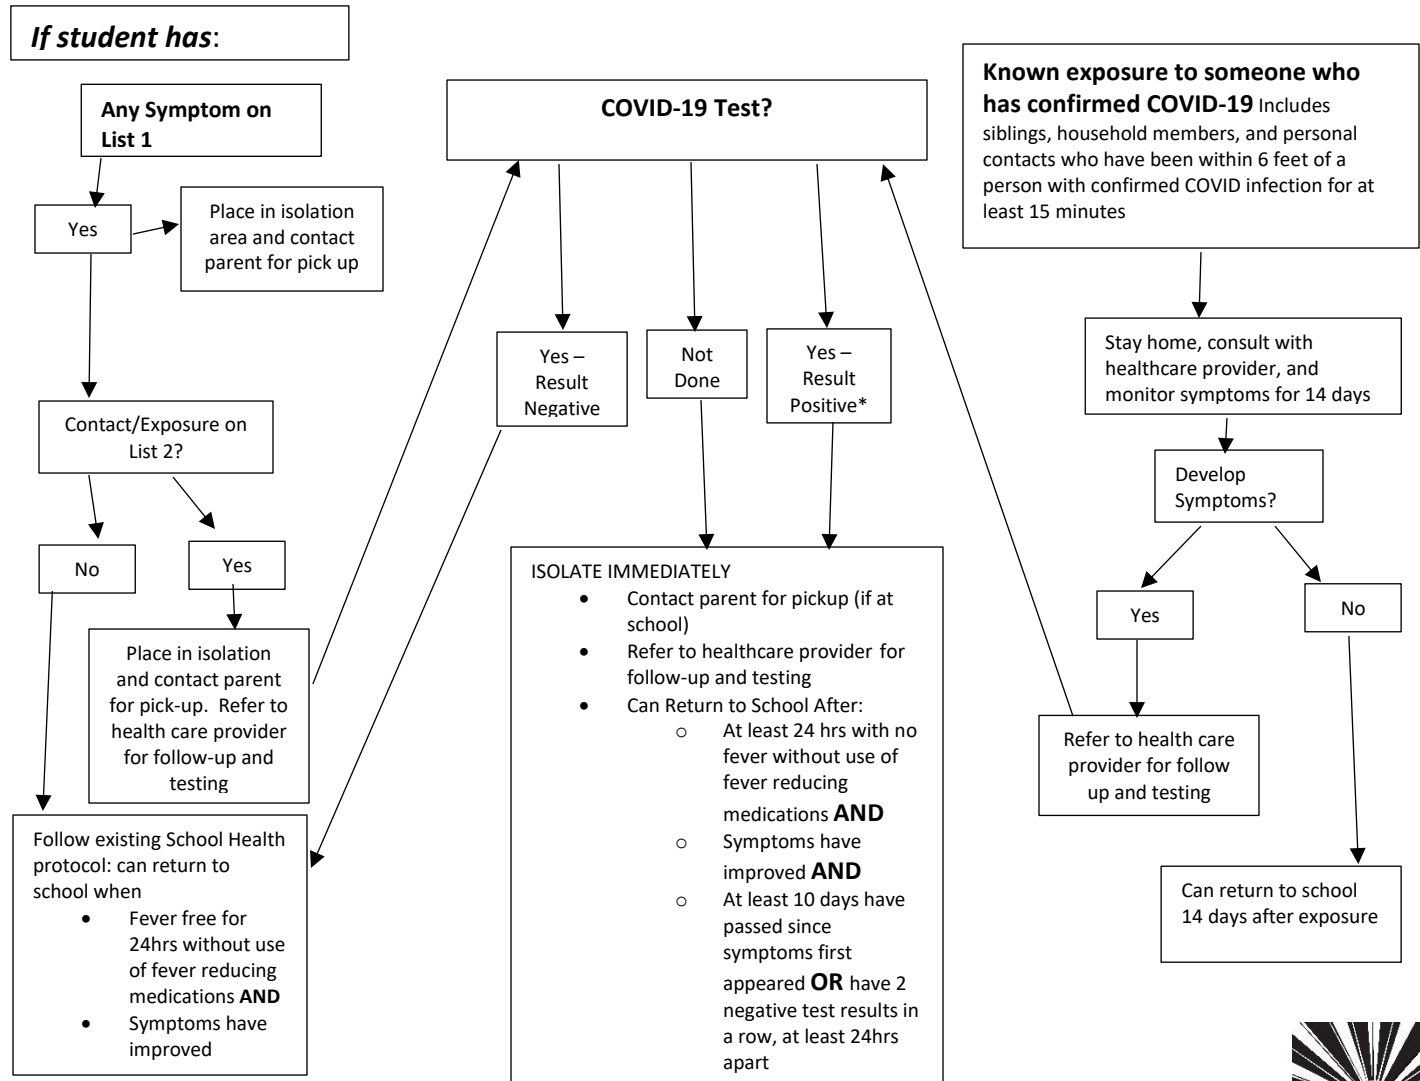 If student has:
Any Symptom on
List 1
Yes
Place in isolation
area and contact
parent for pick up
Contact/Exposure on
List 2?
No
Yes
Place in isolation
and contact parent
for pick-up.  Refer to
health care provider
for follow-up and
testing
Follow existing School Health
protocol: can return to
school when
• Fever free for
24hrs without use
of fever reducing
medications AND
• Symptoms have
improved
COVID-19 Test?
Yes –
Result
Negative
Not
Done
Yes –
Result
Positive*
ISOLATE IMMEDIATELY
• Contact parent for pickup (if at
school)
• Refer to healthcare provider for
follow-up and testing
• Can Return to School After:
o At least 24 hrs with no
fever without use of
fever reducing
medications AND
o Symptoms have
improved AND
o At least 10 days have
passed since
symptoms first
appeared OR have 2
negative test results in
a row, at least 24hrs
apart
Known exposure to someone who
has confirmed COVID-19 Includes
siblings, household members, and personal
contacts who have been within 6 feet of a
person with confirmed COVID infection for at
least 15 minutes
Stay home, consult with
healthcare provider, and
monitor symptoms for 14 days
Develop
Symptoms?
Yes
No
Refer to health care
provider for follow
up and testing
Can return to school
14 days after exposure